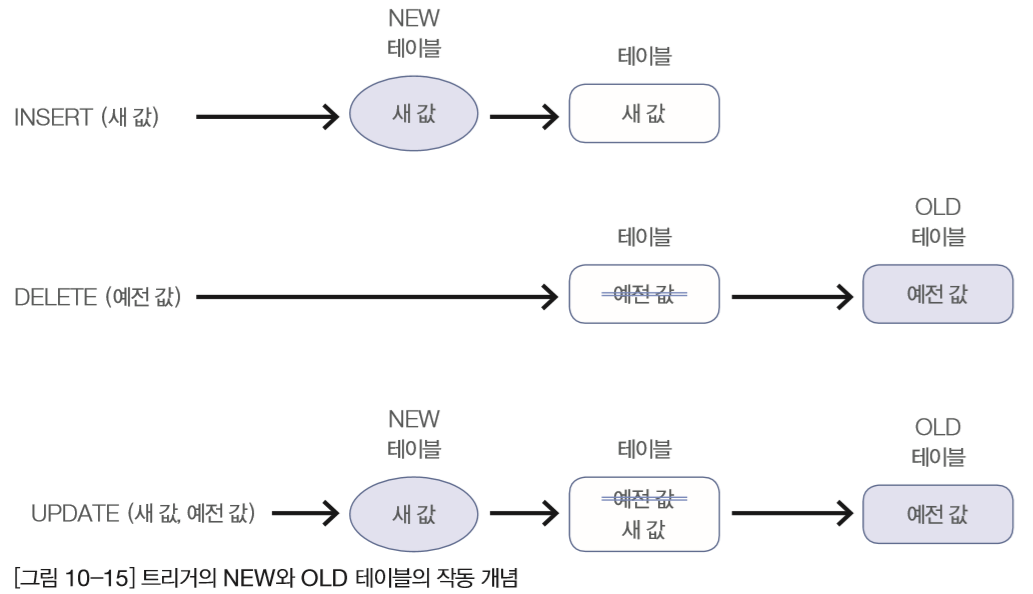 NEW
테이블
테이블
INSERT (새 값)
새 값
새 값
OLD
테이블
테이블
DELETE (예전 값)
예전 값
예전 값
NEW
테이블
테이블
OLD
테이블
UPDATE (새 값, 예전 값)
새 값
예전 값
새 값
예전 값
[그림 10-15] 트리거의 NEW와 OLD 테이블의 작동 개념